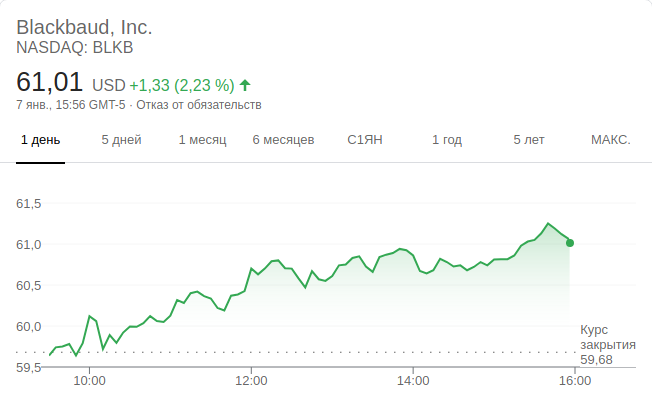 Blackbaud, Inc.
NASDAQ: BLKB
61,01 USD +1,33 (2,23 %)
7 янв., 15:56 GMT-5 · Отказ от обязательств
1 день 5 дней 1 месяц 6 месяцев С1ЯН 1 год 5 лет МАКС.
61,5
61,0
60,5
60,0
Курс
закрытия
59,68
59,5
10:00 12:00 14:00 16:00